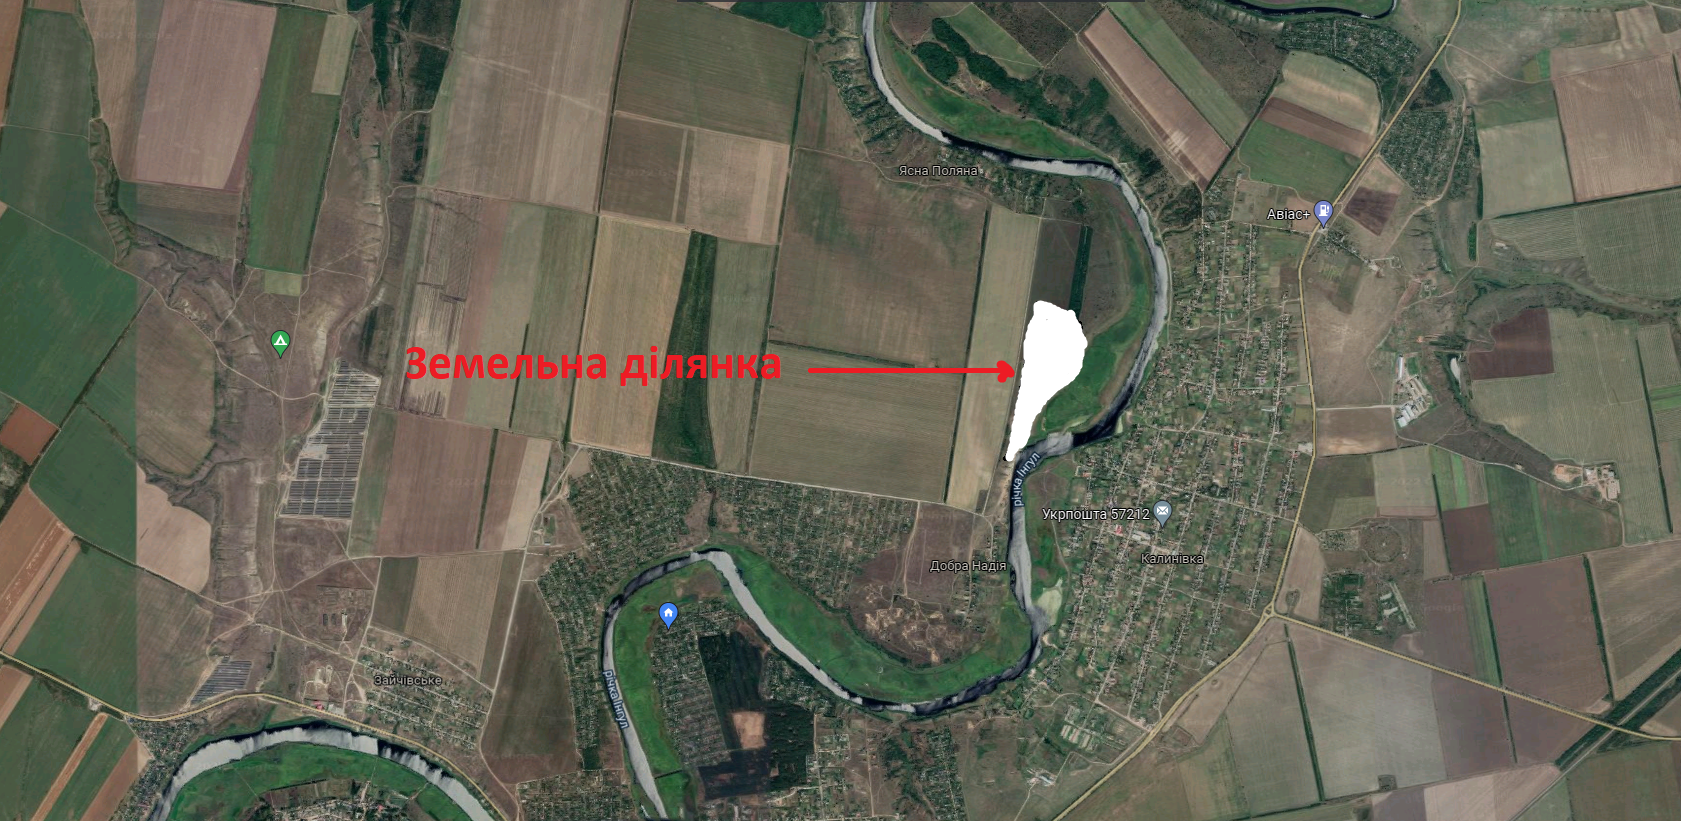 Ясна Поляна
Авіас+
Земельна ділянка
річка Інгул
Укрпошта 57212
Калинівка
Добра Надія
Зайчівське
річка Інгул